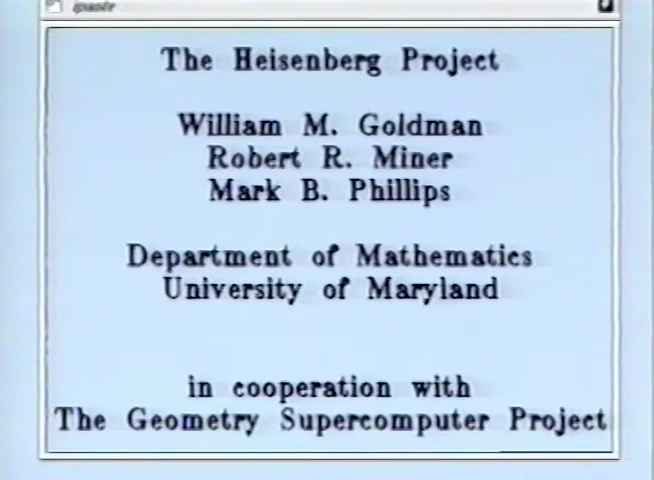 The Heisenberg Project
William M. Goldman
Robert R. Miner
Mark B. Phillips
Department of Mathematics
University of Maryland
in cooperation with
The Geometry Supercomputer Project